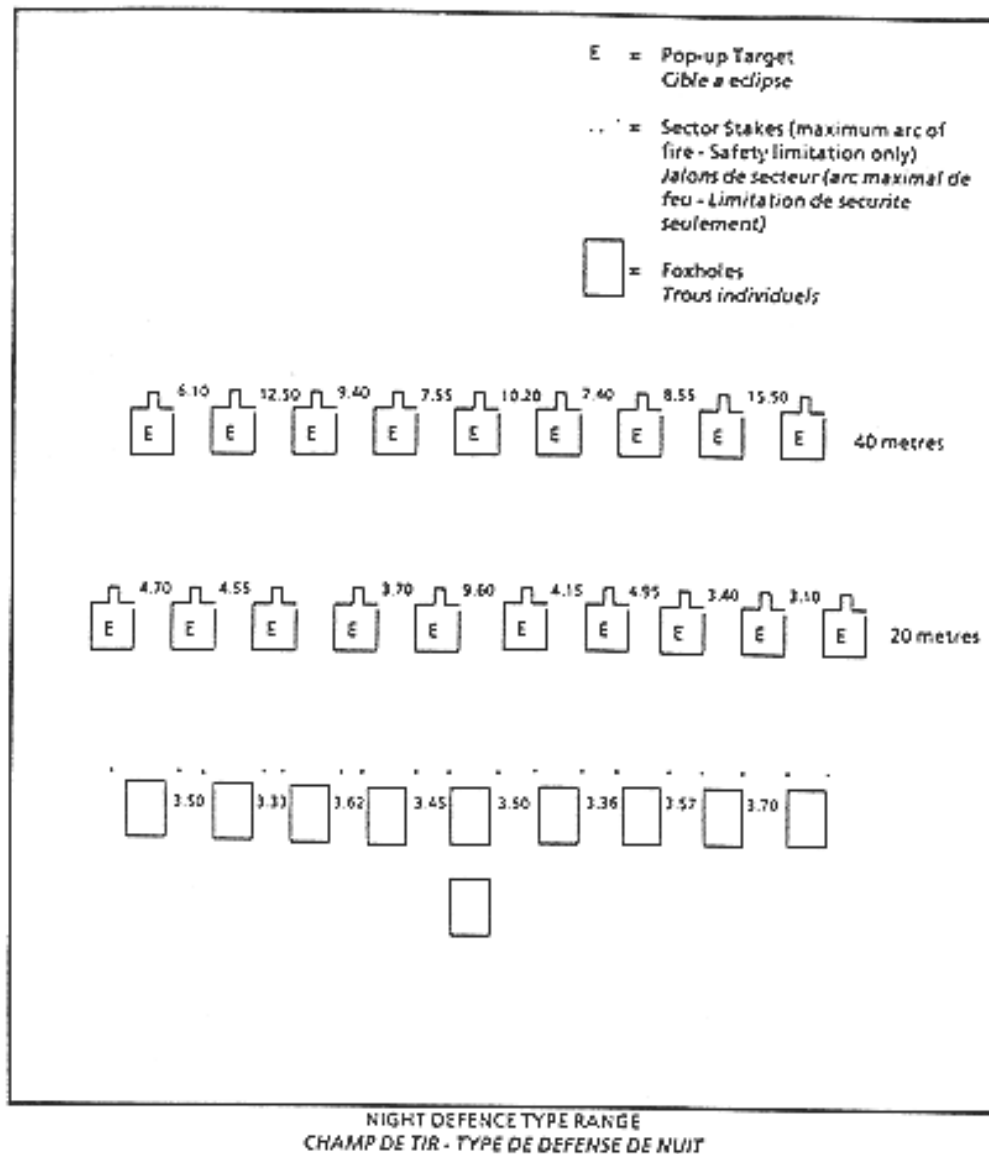 E = Pop-up Target
Cible a eclipse
= Sector Stakes (maximum arc of
fire - Safety limitation only)
Jalons de secteur (arc maximal de
feu - Limitation de securite
seulement)
= Foxholes
Trous individuels
6.10 12.50 9.40 7.55 10.20 7.40 8.55 15.50
E E E E E E E E E 40 metres
4.70 4.55 3.70 9.60 4.15 4.95 3.40 3.10
E E E E E E E E E E 20 metres
3.50 3.33 3.62 3.45 3.50 3.36 3.57 3.70
NIGHT DEFENCE TYPE RANGE
CHAMP DE TIR - TYPE DE DEFENSE DE NUIT